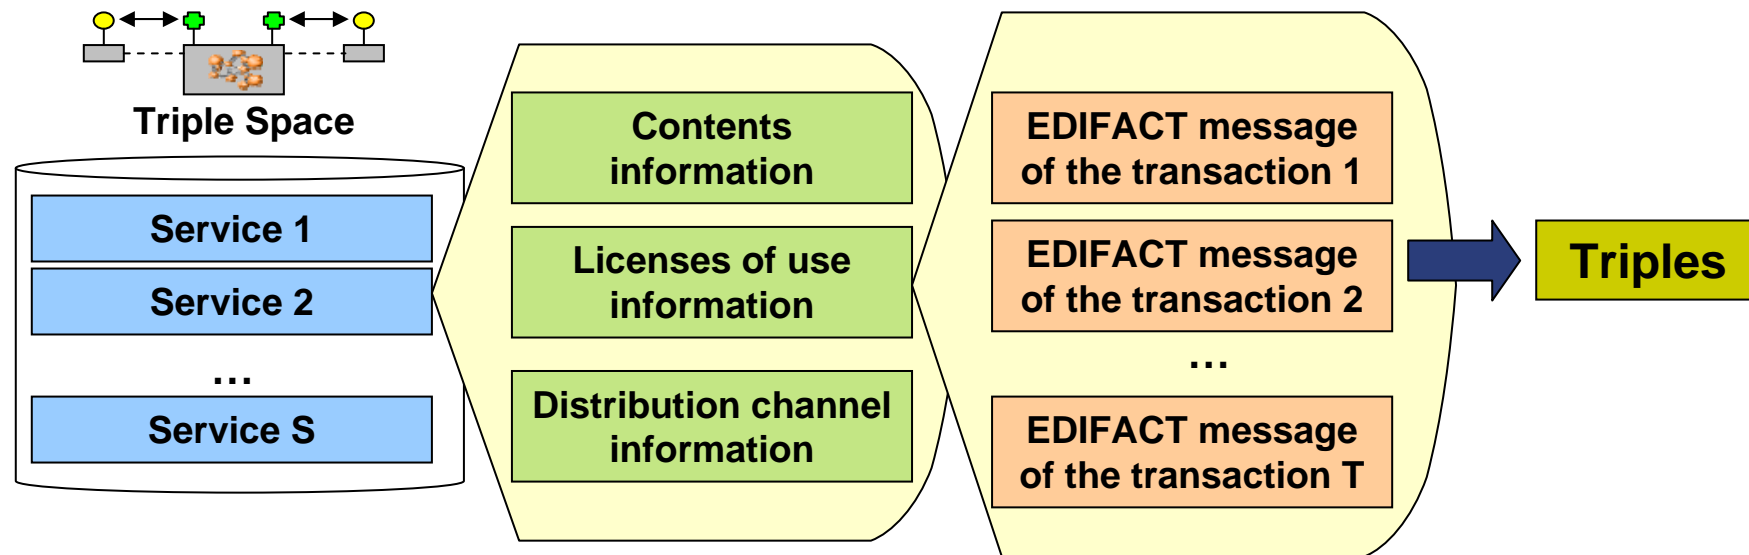 Triple Space
Service 1
Service 2
...
Service S
Contents
information
Licenses of use
information
Distribution channel
information
EDIFACT message
of the transaction 1
EDIFACT message
of the transaction 2
...
EDIFACT message
of the transaction T
Triples